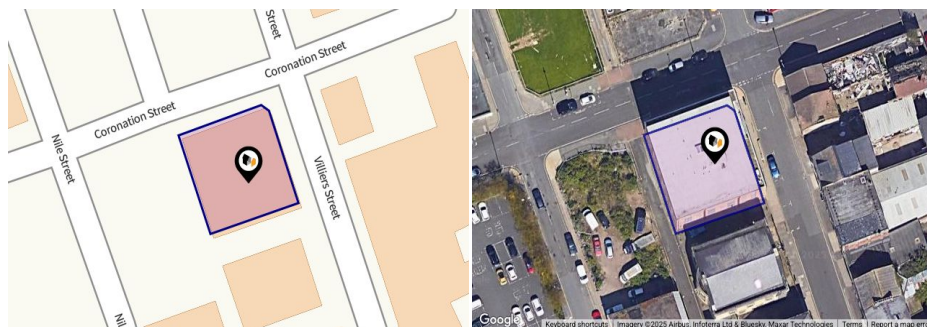 Street
Coronation Street
Coronation Street
Nile Street
Villiers Street
Nil
Google
Keyboard shortcuts
Imagery ©2025 Airbus, Infoterra Ltd & Bluesky, Maxar Technologies
Terms
Report a map erro